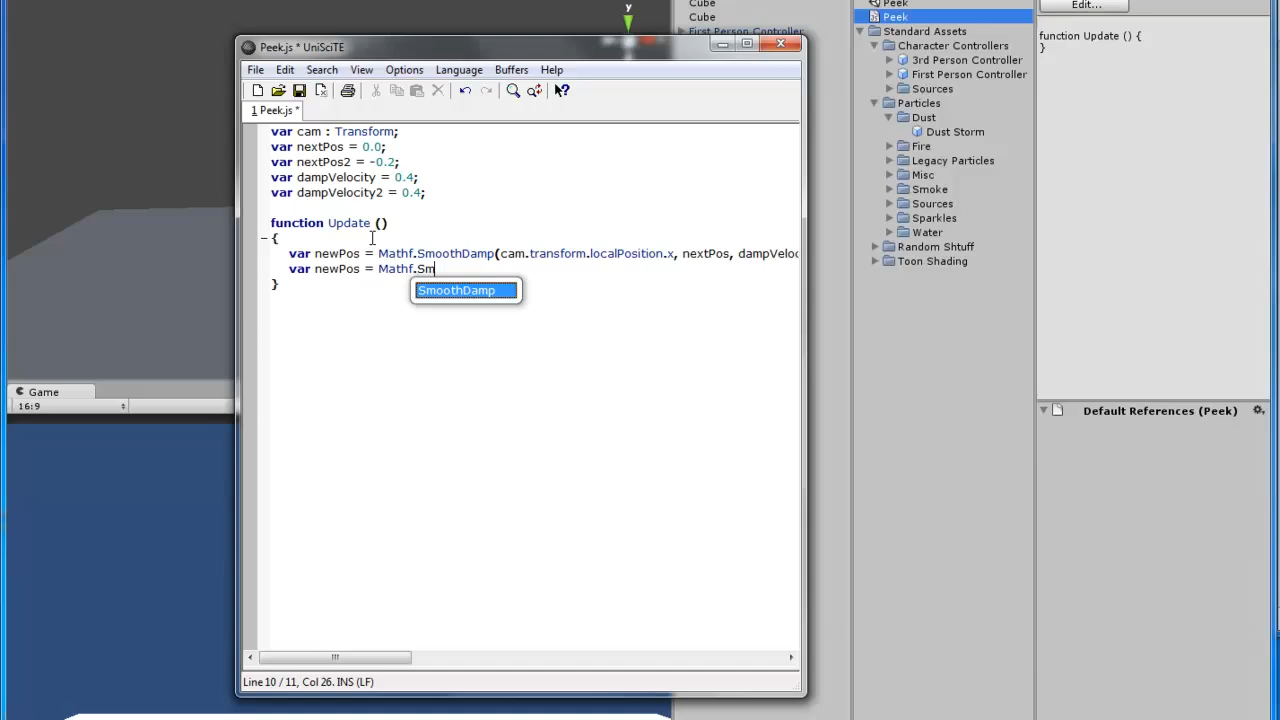 y
Cube
Cube
First Person Controller
Peek
Peek
Standard Assets
Character Controllers
3rd Person Controller
First Person Controller
Sources
Particles
Dust
Dust Storm
Fire
Legacy Particles
Misc
Smoke
Sources
Sparkles
Water
Random Shtuff
Toon Shading
Edit...
function Update () {
}
Default References (Peek)
Peek.js * UniSciTE
File Edit Search View Options Language Buffers Help
1 Peek.js *
var cam : Transform;
var nextPos = 0.0;
var nextPos2 = -0.2;
var dampVelocity = 0.4;
var dampVelocity2 = 0.4;
function Update ()
{
var newPos = Mathf.SmoothDamp(cam.transform.localPosition.x, nextPos, dampVeloc
var newPos = Mathf.Sm
SmoothDamp
}
Line 10 / 11, Col 26. INS (LF)
Game
16:9